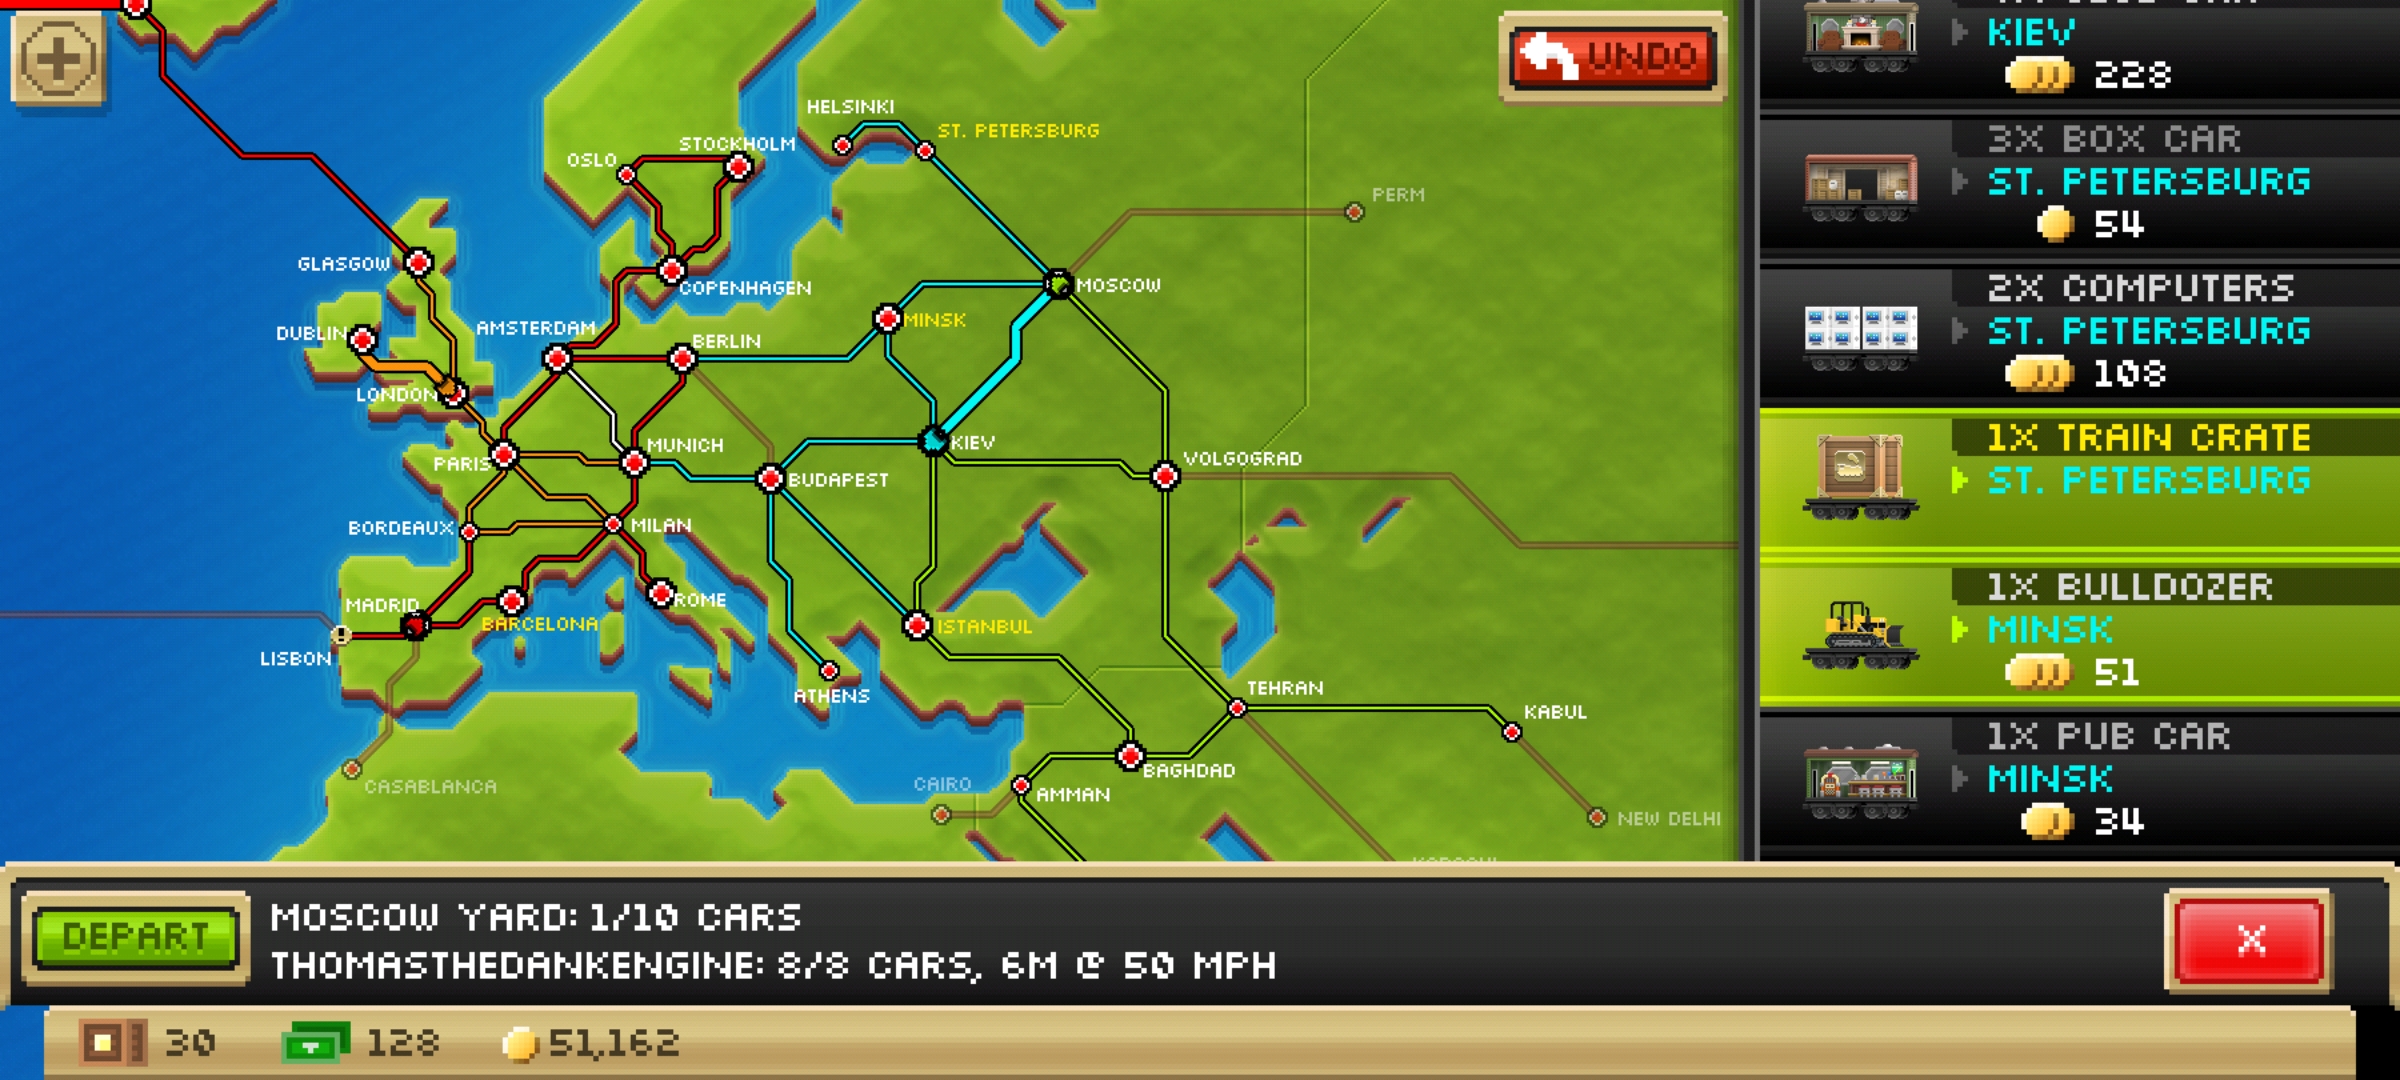 UNDO
HELSINKI
ST. PETERSBURG
STOCKHOLM
OSLO
PERM
GLASGOW
COPENHAGEN
MOSCOW
DUBLIN
AMSTERDAM
MINSK
BERLIN
LONDON
KIEV
MUNICH
PARIS
VOLGOGRAD
BUDAPEST
BORDEAUX
MILAN
MADRID
ROME
BARCELONA
ISTANBUL
LISBON
ATHENS
TEHRAN
KABUL
BAGHDAD
CASABLANCA
CAIRO
AMMAN
NEW DELHI
KIEV
228
3X BOX CAR
ST. PETERSBURG
54
2X COMPUTERS
ST. PETERSBURG
108
1X TRAIN CRATE
ST. PETERSBURG
1X BULLDOZER
MINSK
51
1X PUB CAR
MINSK
34
DEPART
MOSCOW YARD: 1/10 CARS
THOMASTHEDANKENGINE: 8/8 CARS, 6M @ 50 MPH
X
30
128
51,162